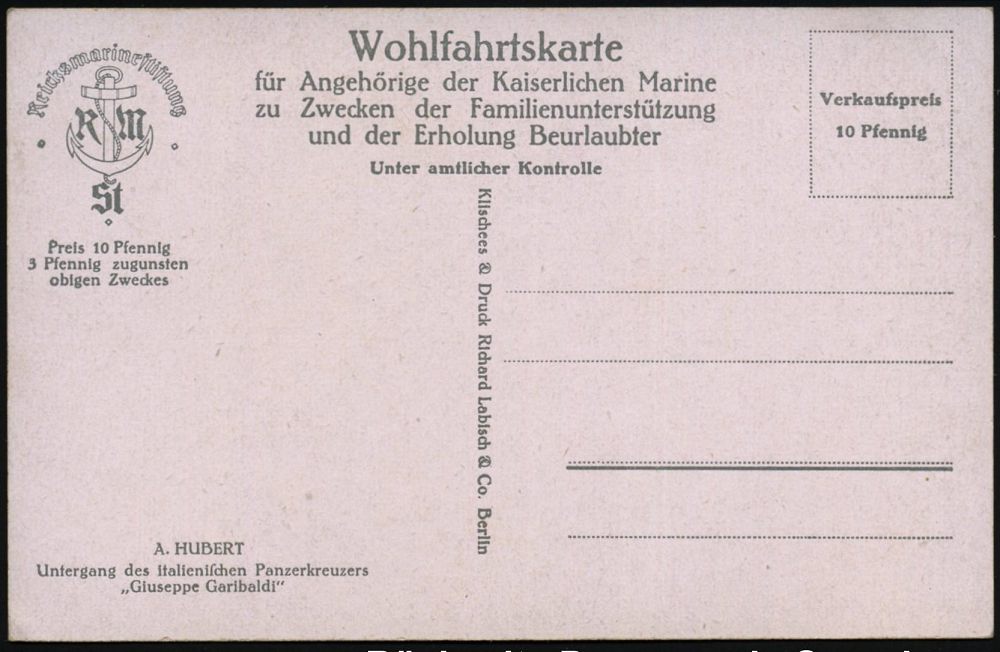 Reichsmarinestiftung
R M
St
Preis 10 Pfennig
3 Pfennig zugunsten
obigen Zweckes
Wohlfahrtskarte
für Angehörige der Kaiserlichen Marine
zu Zwecken der Familienunterstützung
und der Erholung Beurlaubter
Unter amtlicher Kontrolle
Verkaufspreis
10 Pfennig
Klischees & Druck Richard Labisch & Co. Berlin
A. HUBERT
Untergang des italieniſchen Panzerkreuzers
„Giuseppe Garibaldi“